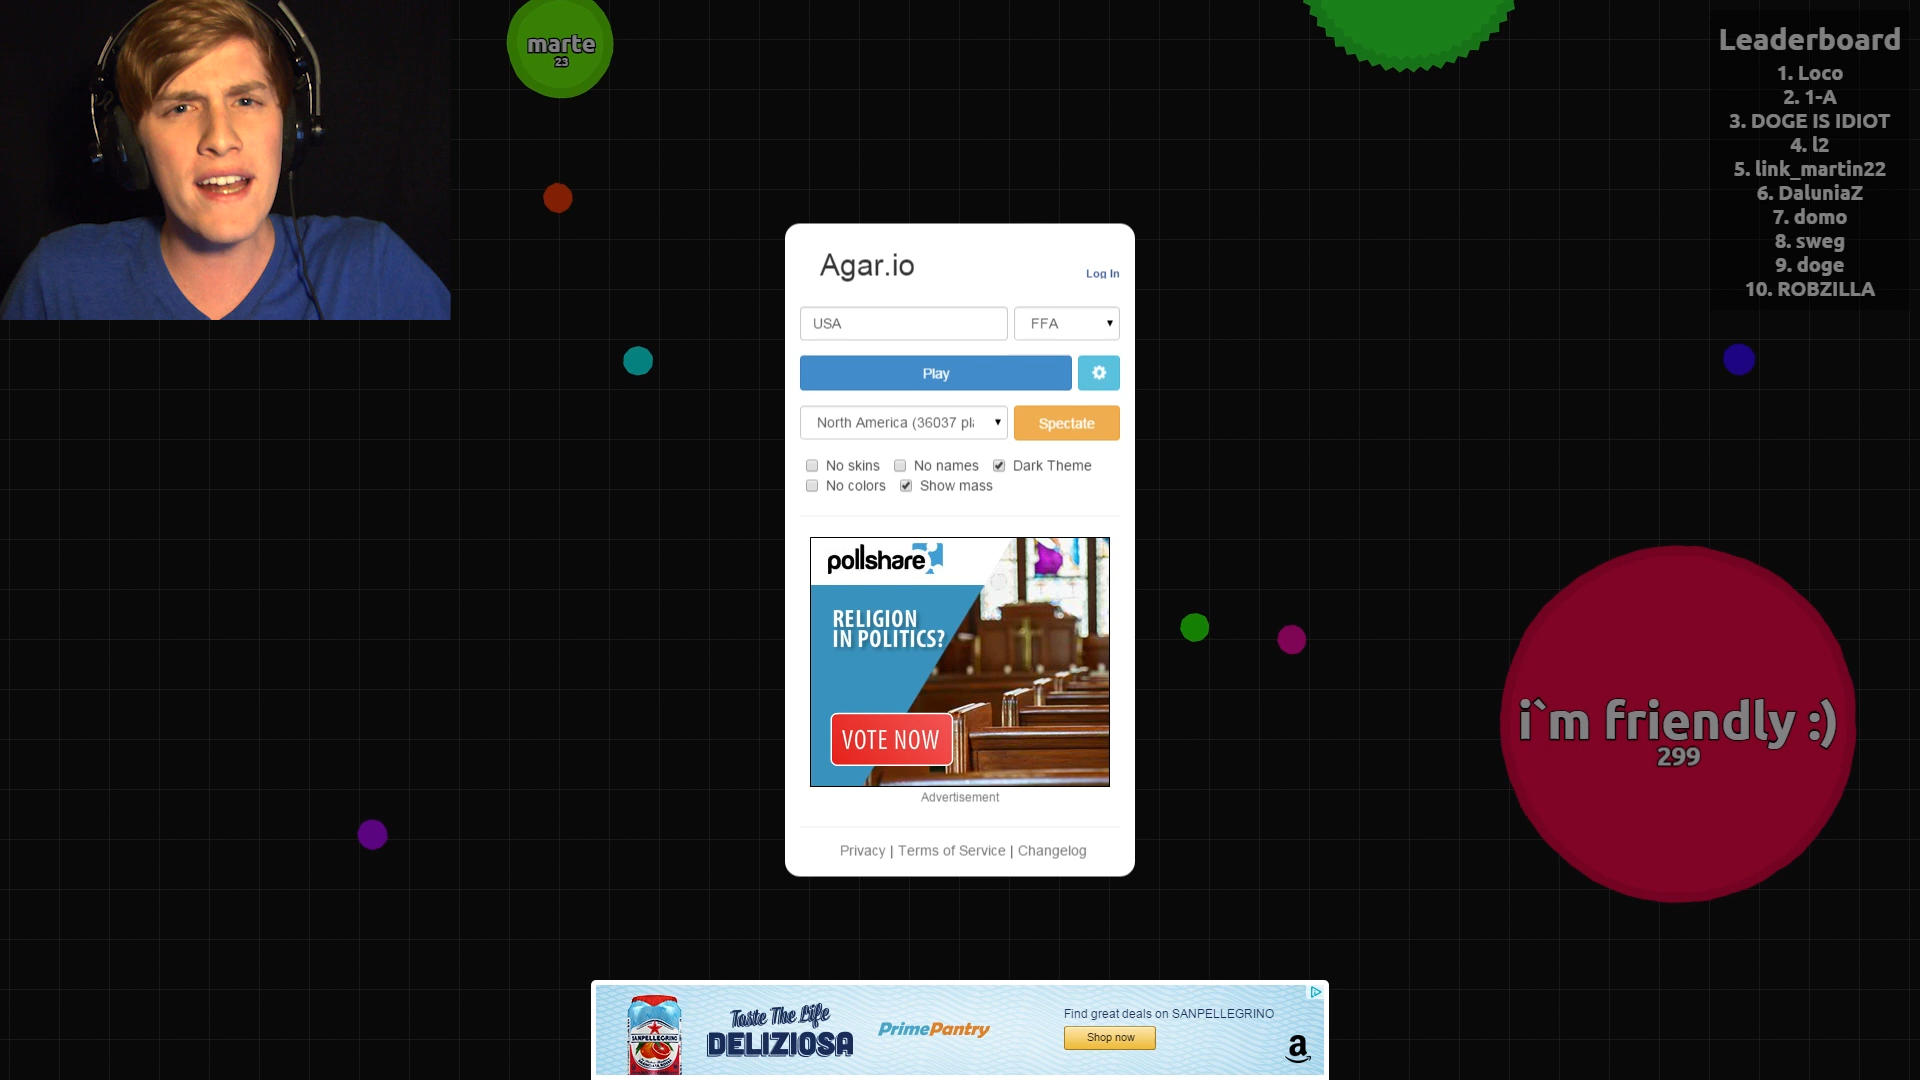 marte
23
Leaderboard
1. Loco
2. 1-A
3. DOGE IS IDIOT
4. l2
5. link_martin22
6. DaluniaZ
7. domo
8. sweg
9. doge
10. ROBZILLA
Agar.io
Log In
USA
FFA
Play
North America (36037 pla
Spectate
No skins
No names
Dark Theme
No colors
Show mass
pollshare
RELIGION
IN POLITICS?
VOTE NOW
Advertisement
Privacy | Terms of Service | Changelog
i`m friendly :)
299
SANPELLEGRINO
Taste The Life
DELIZIOSA
PrimePantry
Find great deals on SANPELLEGRINO
Shop now
a